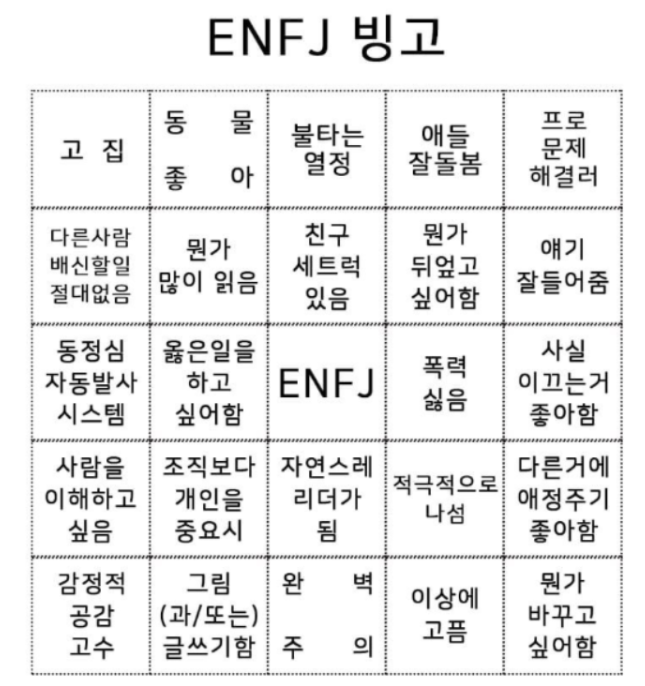 ENFJ 빙고
고 집
동 물
좋 아
불타는
열정
애들
잘돌봄
프로
문제
해결러
다른사람
배신할일
절대없음
뭔가
많이 읽음
친구
세트럭
있음
뭔가
뒤엎고
싶어함
얘기
잘들어줌
동정심
자동발사
시스템
옳은일을
하고
싶어함
ENFJ
폭력
싫음
사실
이끄는거
좋아함
사람을
이해하고
싶음
조직보다
개인을
중요시
자연스레
리더가
됨
적극적으로
나섬
다른거에
애정주기
좋아함
감정적
공감
고수
그림
(과/또는)
글쓰기함
완 벽
주 의
이상에
고픔
뭔가
바꾸고
싶어함